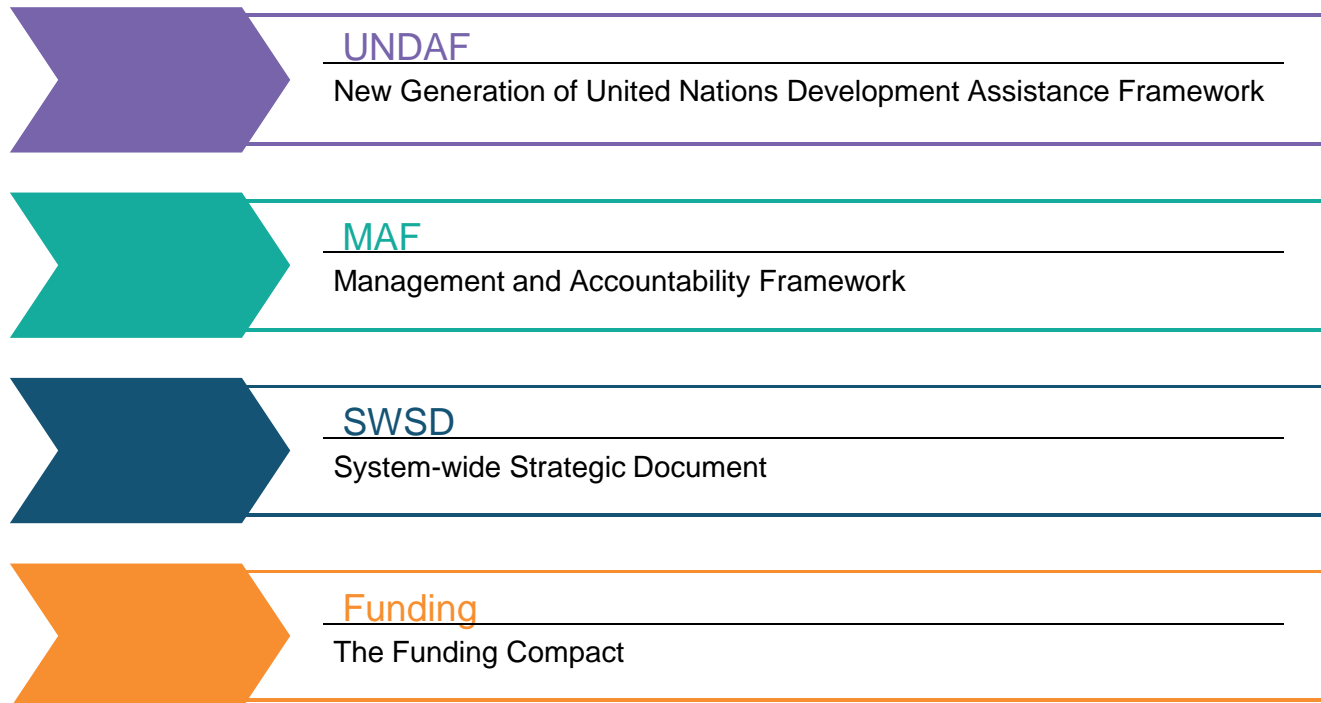 UNDAF
New Generation of United Nations Development Assistance Framework
MAF
Management and Accountability Framework
SWSD
System-wide Strategic Document
Funding
The Funding Compact